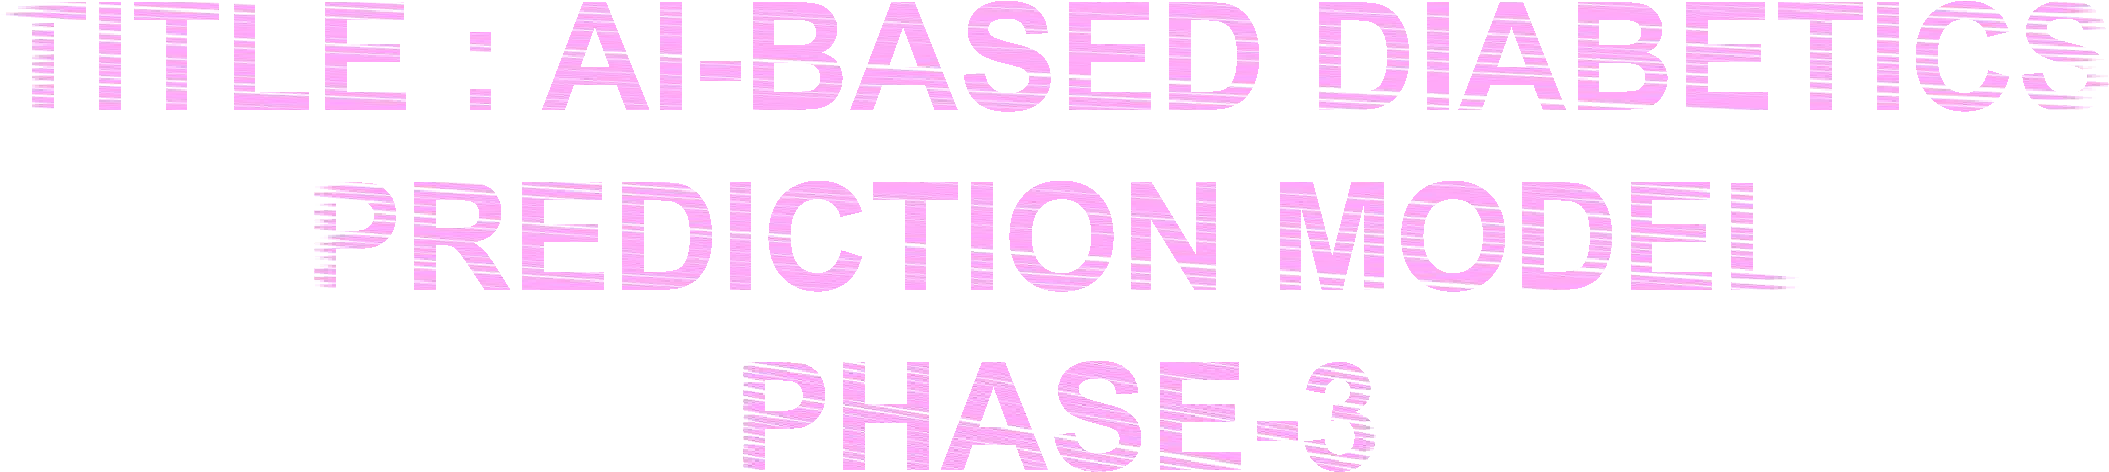 TITLE : AI-BASED DIABETICS
PREDICTION MODEL
PHASE-3